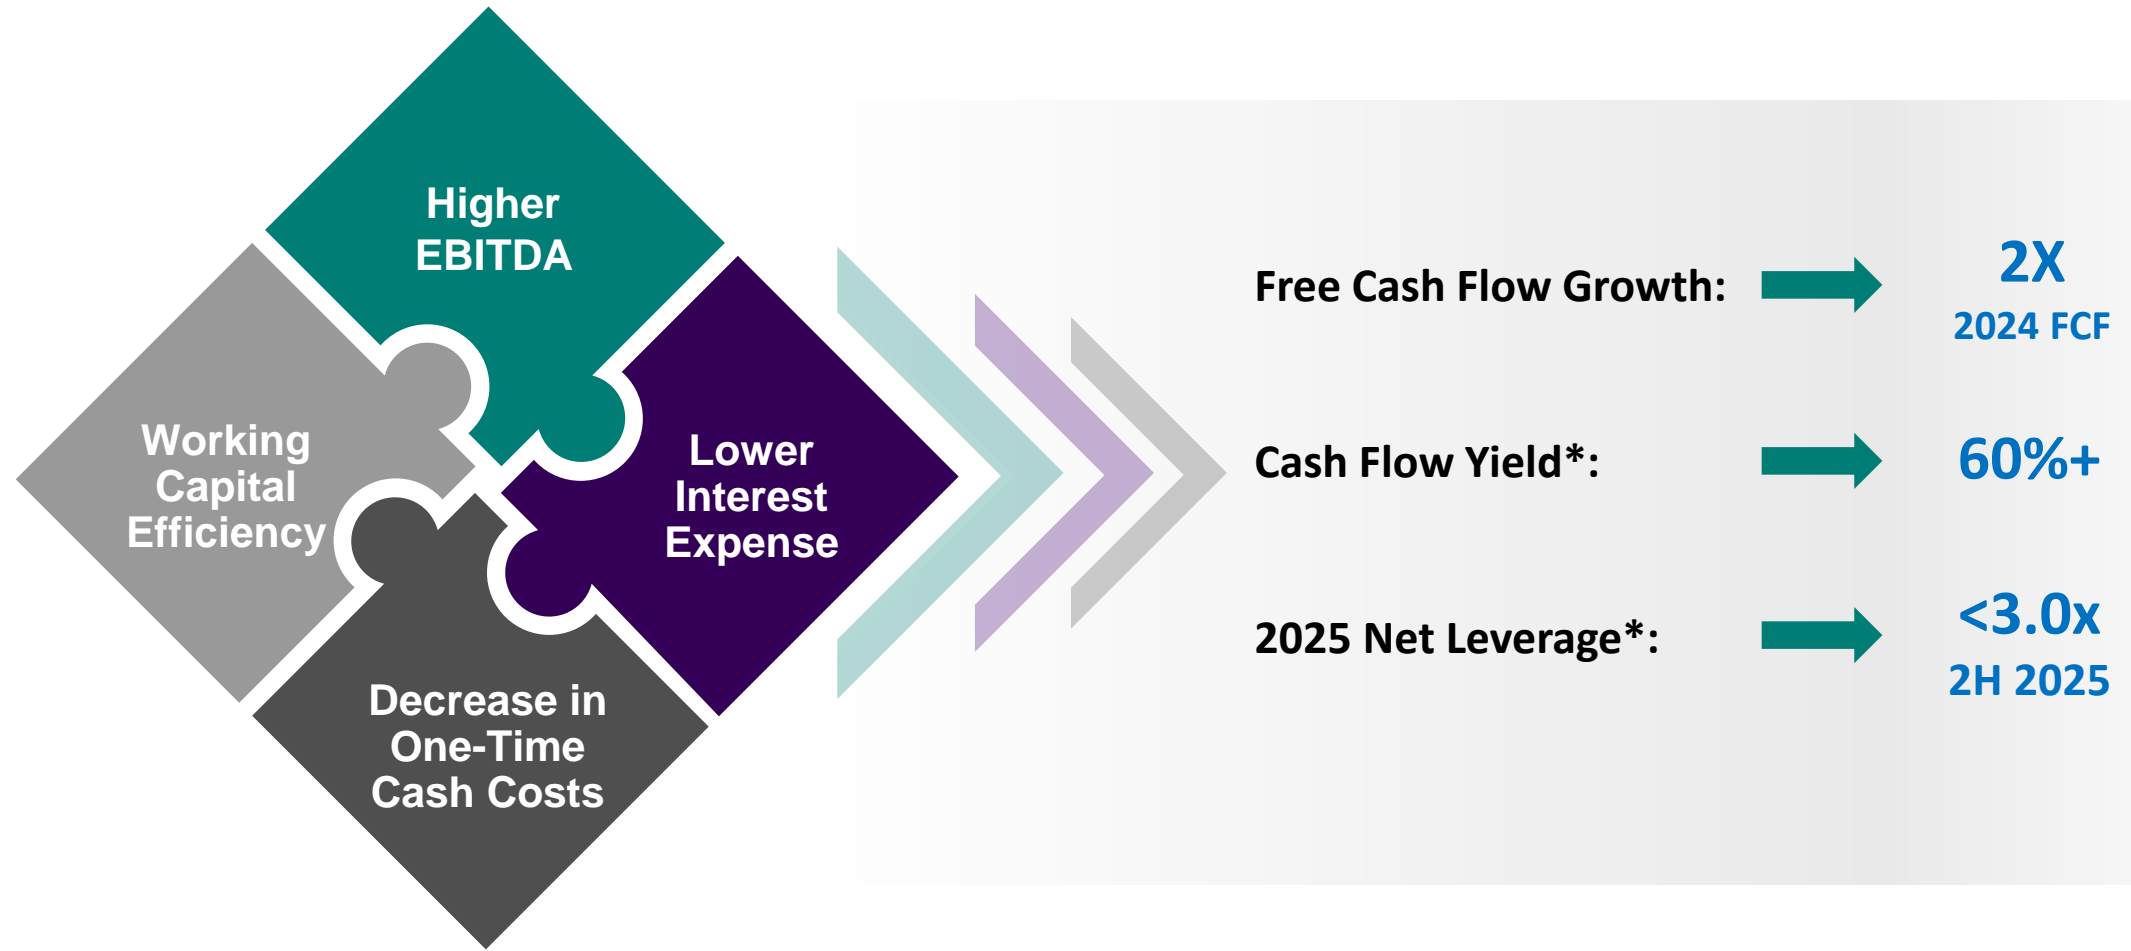 Higher
EBITDA
Working
Capital
Efficiency
Lower
Interest
Expense
Decrease in
One-Time
Cash Costs
Free Cash Flow Growth:
2X
2024 FCF
Cash Flow Yield*:
60%+
2025 Net Leverage*:
<3.0x
2H 2025